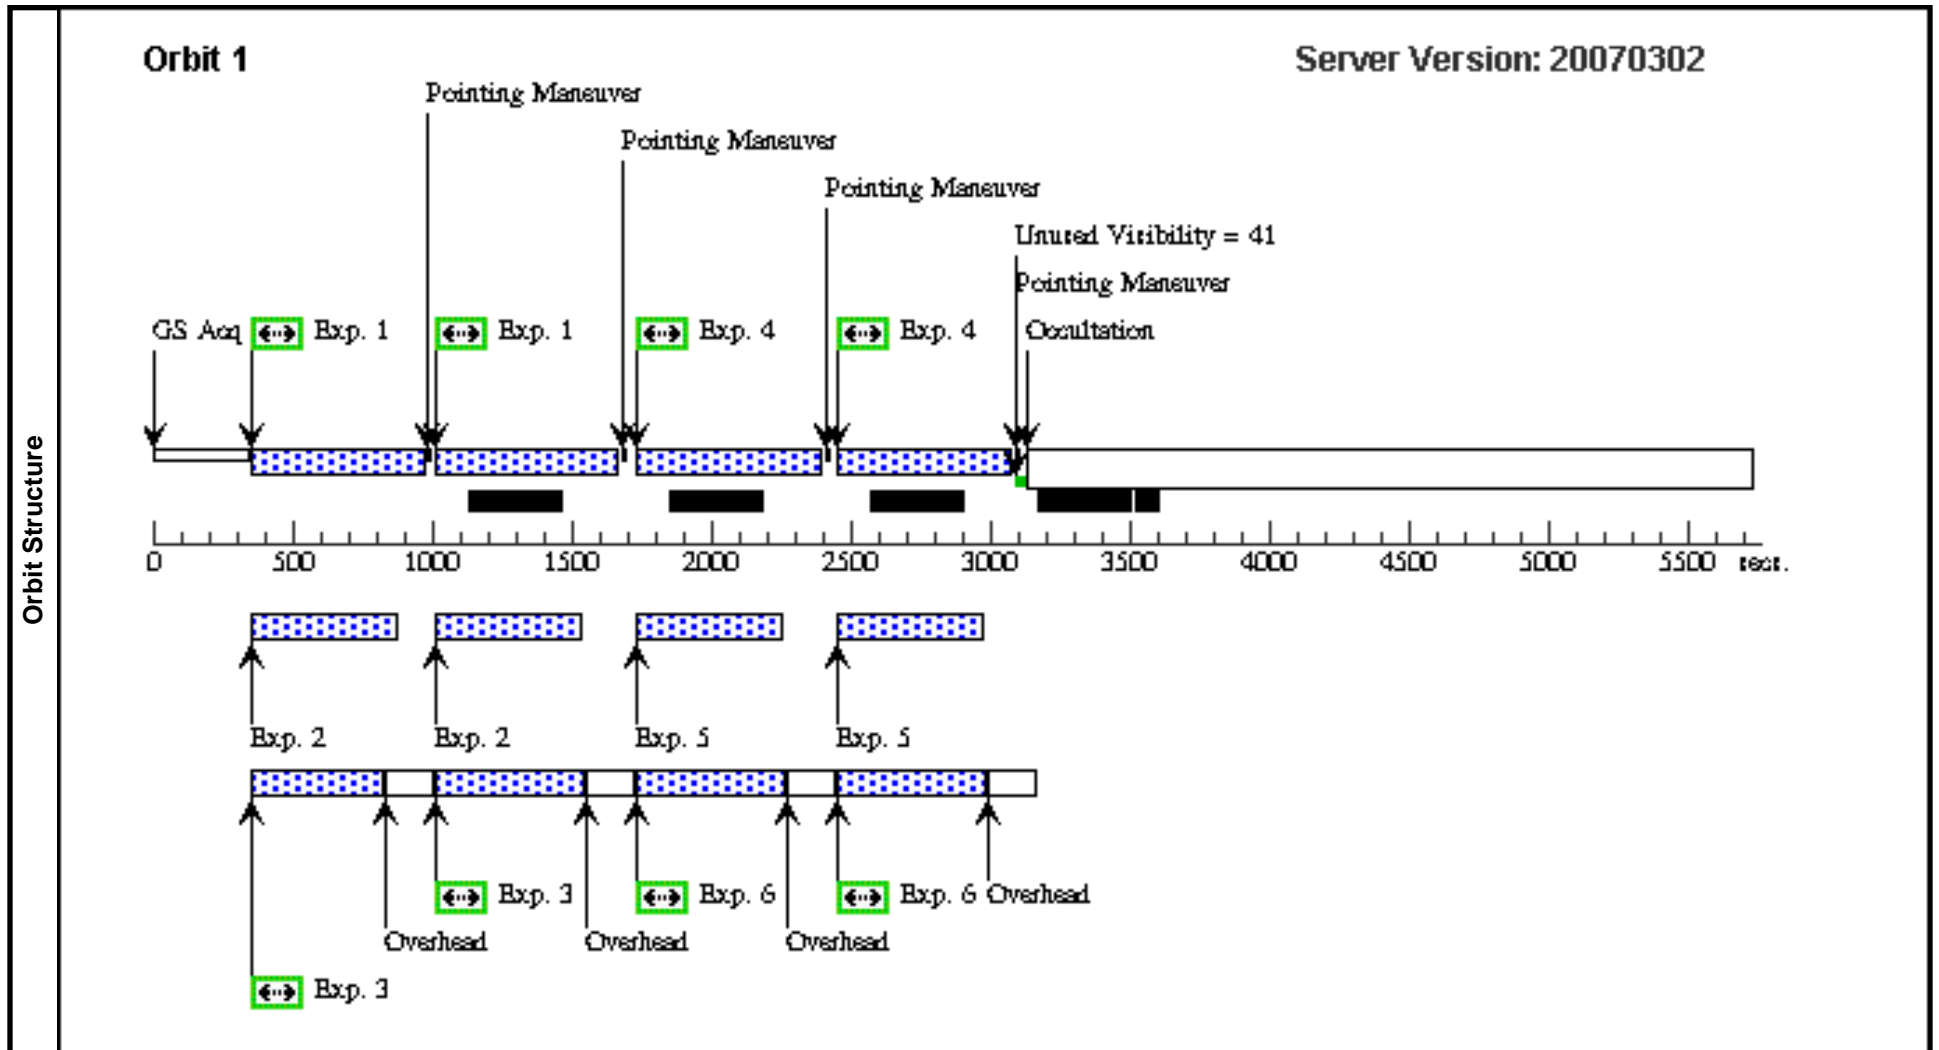 Orbit Structure
Orbit 1
Server Version: 20070302
Pointing Maneuver
Pointing Maneuver
Pointing Maneuver
Unused Visibility = 41
Pointing Maneuver
GS Acq
Exp. 1
Exp. 1
Exp. 4
Exp. 4
Occultation
0 500 1000 1500 2000 2500 3000 3500 4000 4500 5000 5500 secs.
Exp. 2
Exp. 2
Exp. 5
Exp. 5
Exp. 3
Exp. 6
Exp. 6
Overhead
Overhead
Overhead
Overhead
Exp. 3